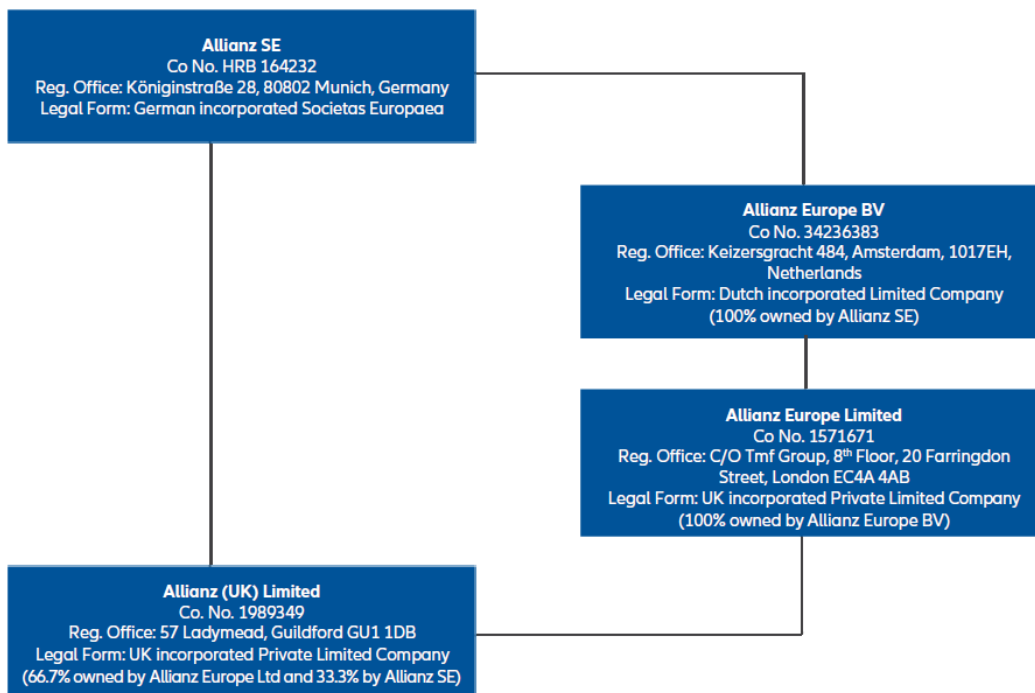 Allianz SE
Co No. HRB 164232
Reg. Office: Königinstraße 28, 80802 Munich, Germany
Legal Form: German incorporated Societas Europaea
Allianz Europe BV
Co No. 34236383
Reg. Office: Keizersgracht 484, Amsterdam, 1017EH,
Netherlands
Legal Form: Dutch incorporated Limited Company
(100% owned by Allianz SE)
Allianz Europe Limited
Co No. 1571671
Reg. Office: C/O Tmf Group, 8th Floor, 20 Farringdon
Street, London EC4A 4AB
Legal Form: UK incorporated Private Limited Company
(100% owned by Allianz Europe BV)
Allianz (UK) Limited
Co. No. 1989349
Reg. Office: 57 Ladymead, Guildford GU1 1DB
Legal Form: UK incorporated Private Limited Company
(66.7% owned by Allianz Europe Ltd and 33.3% by Allianz SE)